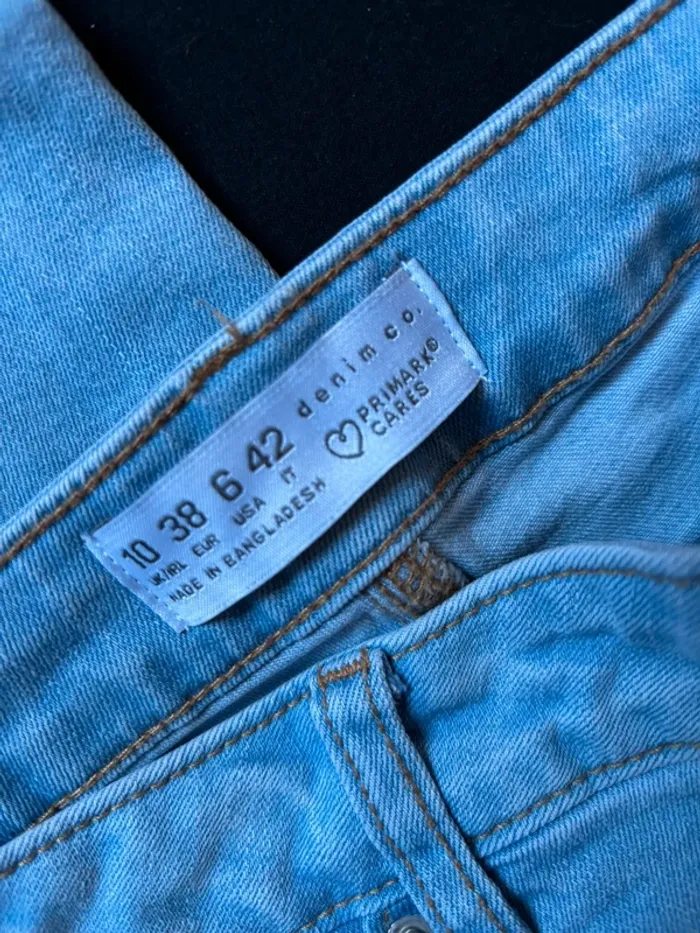 denim co.
10 38 6 42
UK/IRL EUR USA IT
MADE IN BANGLADESH
PRIMARK®
CARES